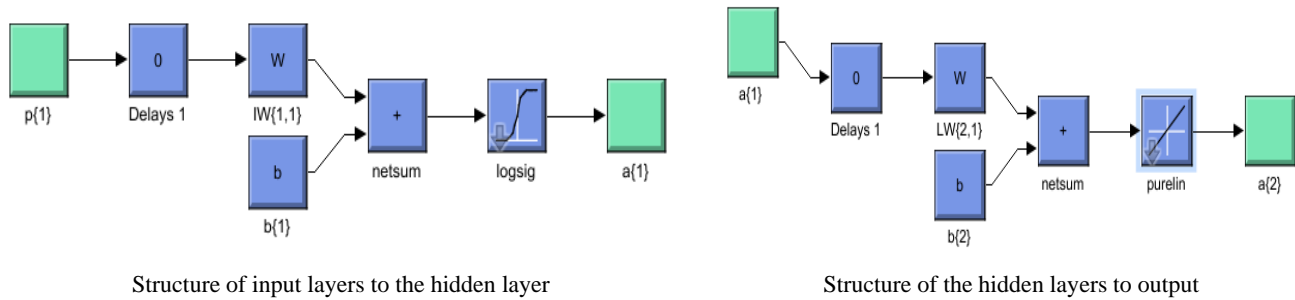 p{1}
0
Delays 1
W
IW{1,1}
b
b{1}
+
netsum
logsig
a{1}
Structure of input layers to the hidden layer
a{1}
0
Delays 1
W
LW{2,1}
b
b{2}
+
netsum
purelin
a{2}
Structure of the hidden layers to output